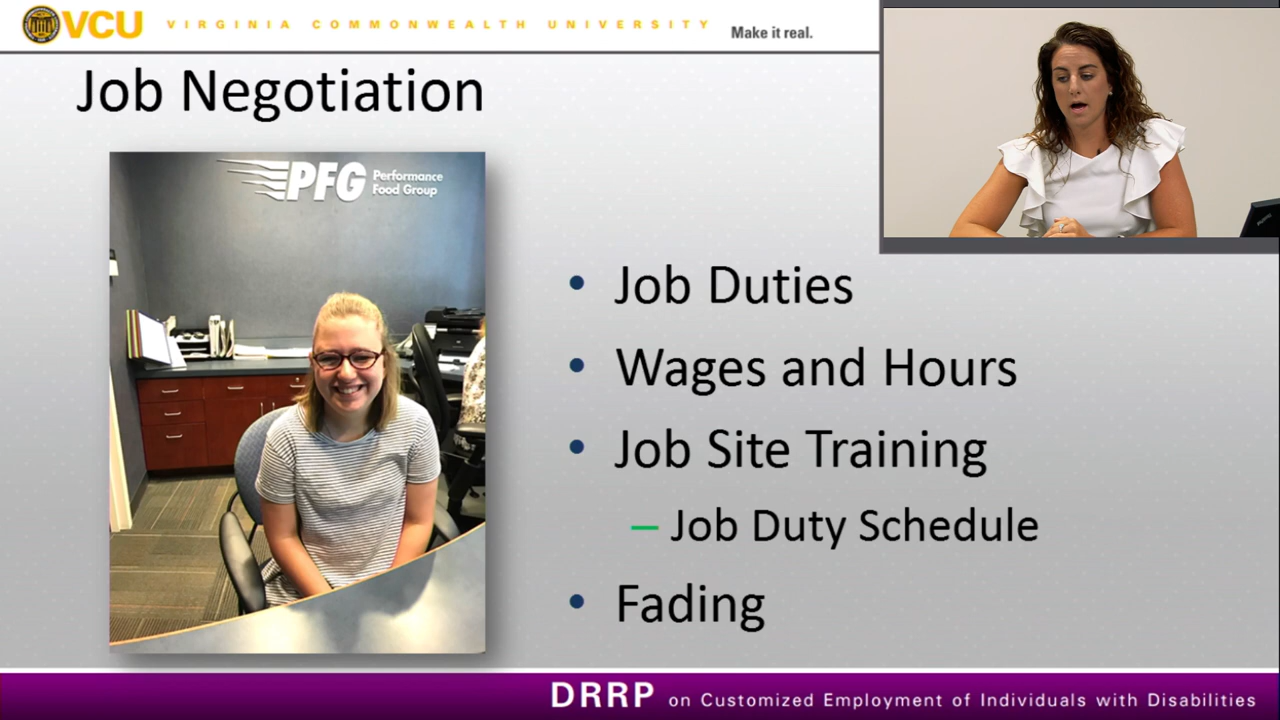 VCU VIRGINIA COMMONWEALTH UNIVERSITY Make it real.
Job Negotiation
PFG Performance
Food Group
• Job Duties
• Wages and Hours
• Job Site Training
– Job Duty Schedule
• Fading
DRRP on Customized Employment of Individuals with Disabilities